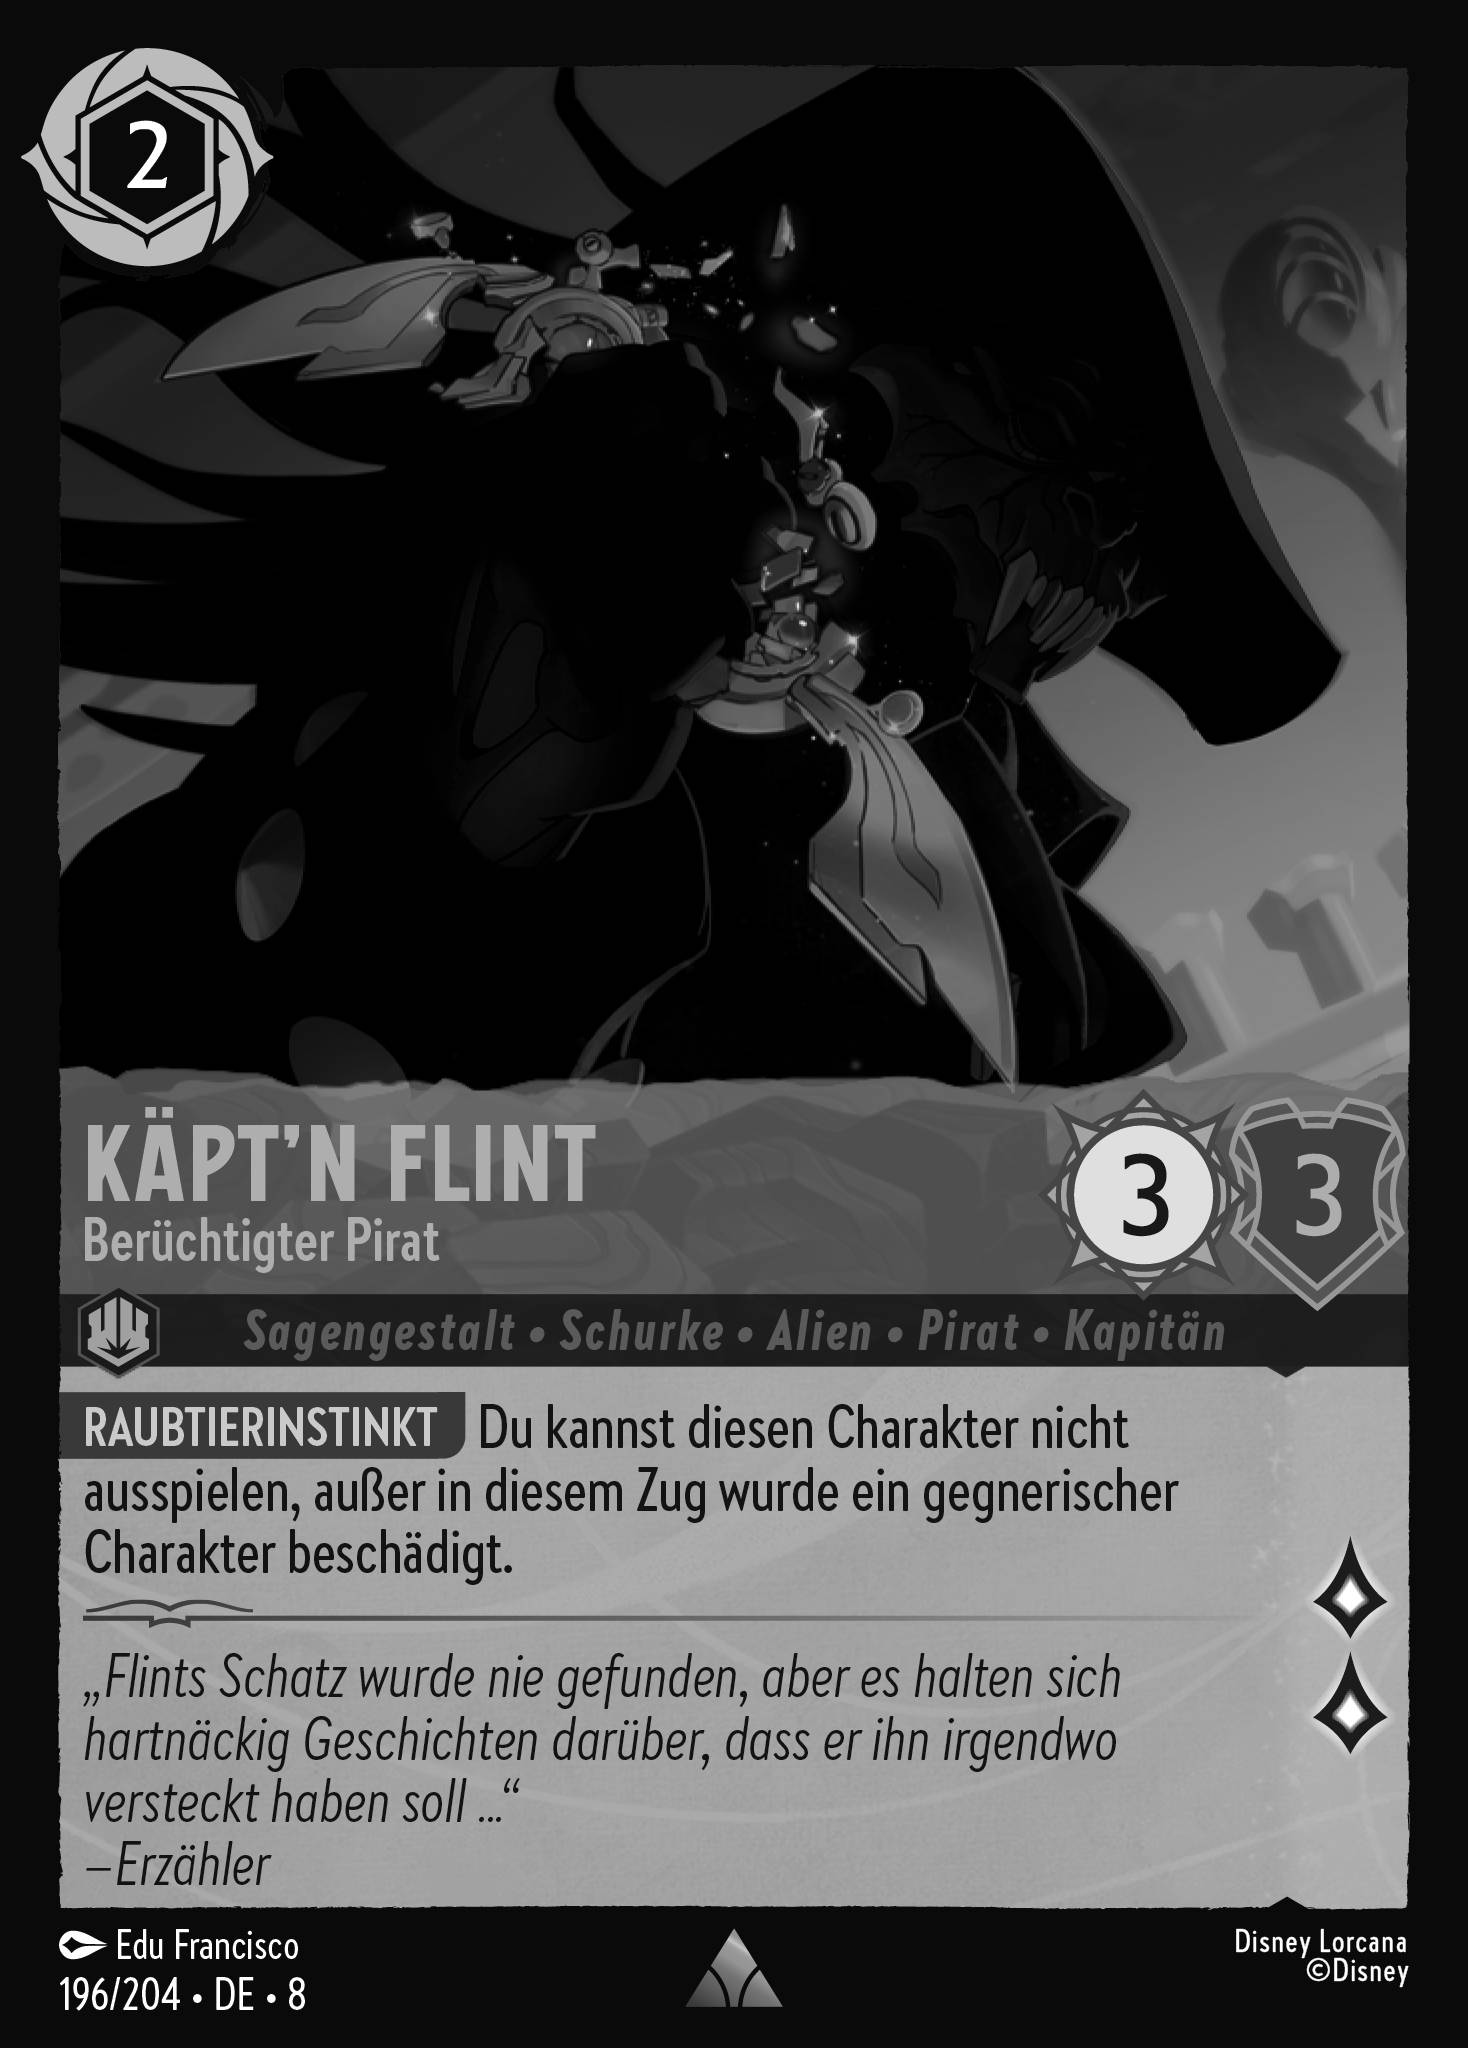 2
KÄPT’N FLINT
Berüchtigter Pirat
3
3
Sagengestalt • Schurke • Alien • Pirat • Kapitän
RAUBTIERINSTINKT Du kannst diesen Charakter nicht
ausspielen, außer in diesem Zug wurde ein gegnerischer
Charakter beschädigt.
„Flints Schatz wurde nie gefunden, aber es halten sich
hartnäckig Geschichten darüber, dass er ihn irgendwo
versteckt haben soll ...“
–Erzähler
Edu Francisco
196/204 • DE • 8
Disney Lorcana
©Disney